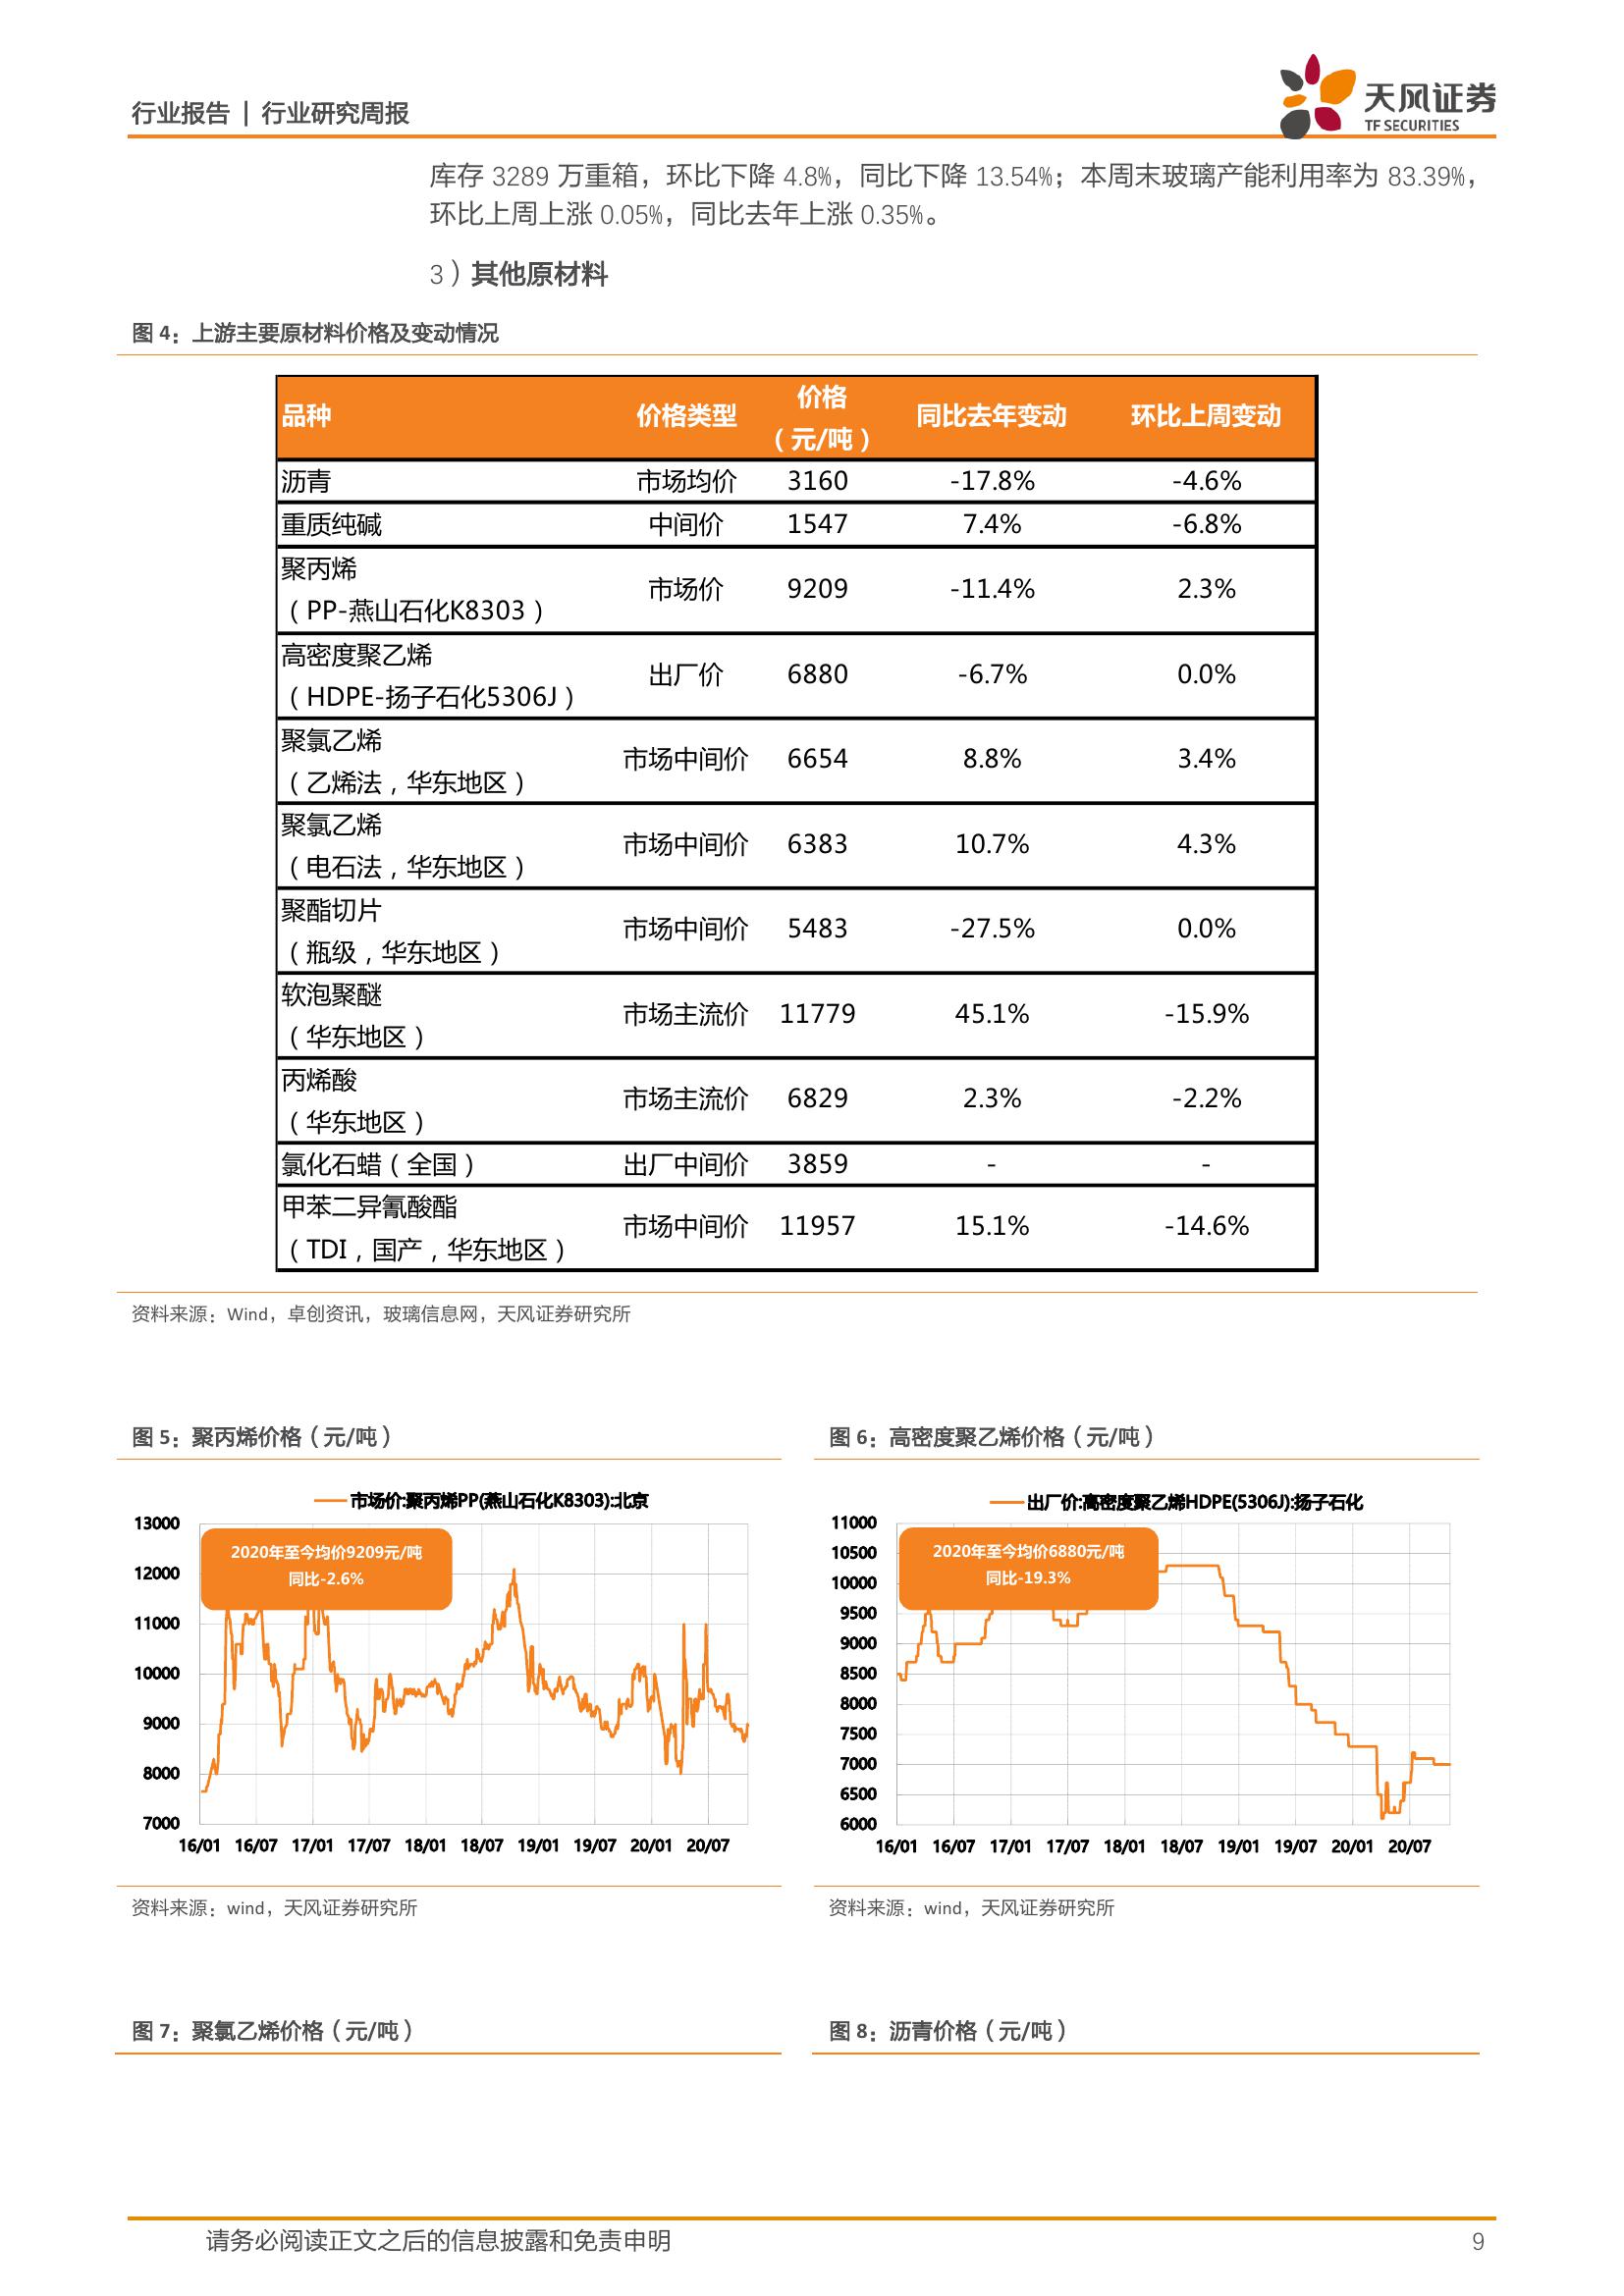 行业报告 | 行业研究周报
天风证券
TF SECURITIES
库存 3289 万重箱，环比下降 4.8%，同比下降 13.54%；本周末玻璃产能利用率为 83.39%，
环比上周上涨 0.05%，同比去年上涨 0.35%。
3）其他原材料
图 4：上游主要原材料价格及变动情况
品种 价格类型 价格（元/吨） 同比去年变动 环比上周变动
沥青 市场均价 3160 -17.8% -4.6%
重质纯碱 中间价 1547 7.4% -6.8%
聚丙烯
（PP-燕山石化K8303） 市场价 9209 -11.4% 2.3%
高密度聚乙烯
（HDPE-扬子石化5306J） 出厂价 6880 -6.7% 0.0%
聚氯乙烯
（乙烯法，华东地区） 市场中间价 6654 8.8% 3.4%
聚氯乙烯
（电石法，华东地区） 市场中间价 6383 10.7% 4.3%
聚酯切片
（瓶级，华东地区） 市场中间价 5483 -27.5% 0.0%
软泡聚醚
（华东地区） 市场主流价 11779 45.1% -15.9%
丙烯酸
（华东地区） 市场主流价 6829 2.3% -2.2%
氯化石蜡（全国） 出厂中间价 3859 - -
甲苯二异氰酸酯
（TDI，国产，华东地区） 市场中间价 11957 15.1% -14.6%
资料来源：Wind，卓创资讯，玻璃信息网，天风证券研究所
图 5：聚丙烯价格（元/吨）
市场价:聚丙烯PP(燕山石化K8303):北京
2020年至今均价9209元/吨
同比-2.6%
13000
12000
11000
10000
9000
8000
7000
16/01 16/07 17/01 17/07 18/01 18/07 19/01 19/07 20/01 20/07
资料来源：wind，天风证券研究所
图 6：高密度聚乙烯价格（元/吨）
出厂价:高密度聚乙烯HDPE(5306J):扬子石化
2020年至今均价6880元/吨
同比-19.3%
11000
10500
10000
9500
9000
8500
8000
7500
7000
6500
6000
16/01 16/07 17/01 17/07 18/01 18/07 19/01 19/07 20/01 20/07
资料来源：wind，天风证券研究所
图 7：聚氯乙烯价格（元/吨）
图 8：沥青价格（元/吨）
请务必阅读正文之后的信息披露和免责申明
9